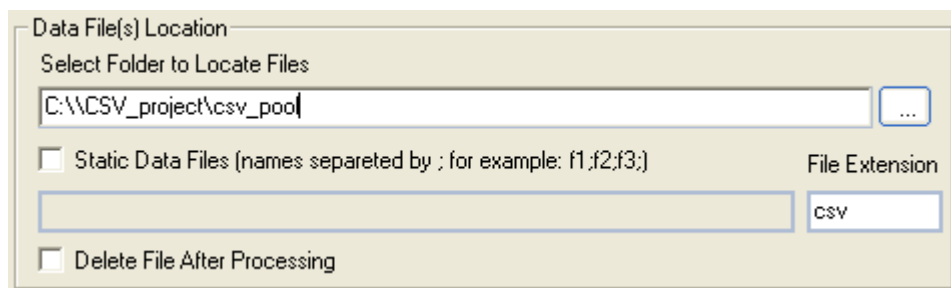 Data File(s) Location
Select Folder to Locate Files
C:\\CSV_project\csv_pool
...
Static Data Files (names separeted by ; for example: f1;f2;f3;)
File Extension
csv
Delete File After Processing